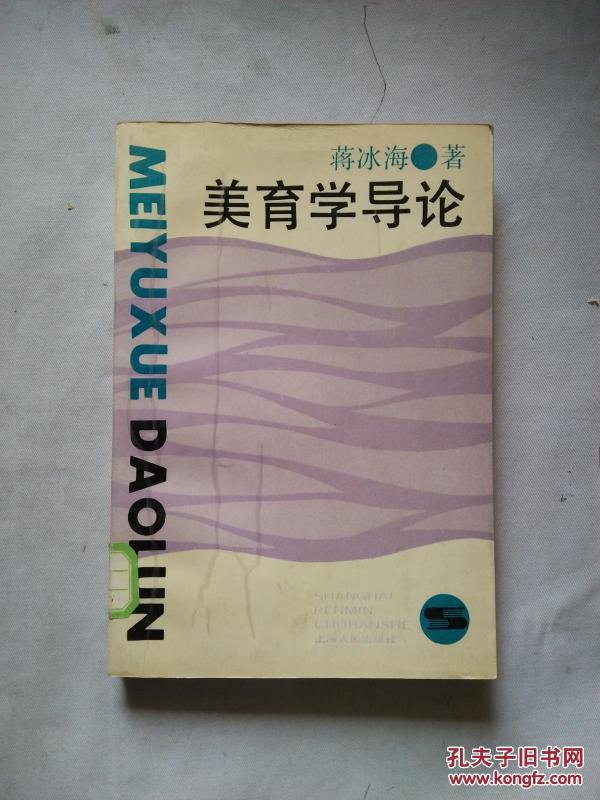 蒋冰海●著
美育学导论
MEIYUXUE DAOLUN
SHANGHAI
RENMIN
CHUBANSHE
上海人民出版社
孔夫子旧书网
www.kongfz.com